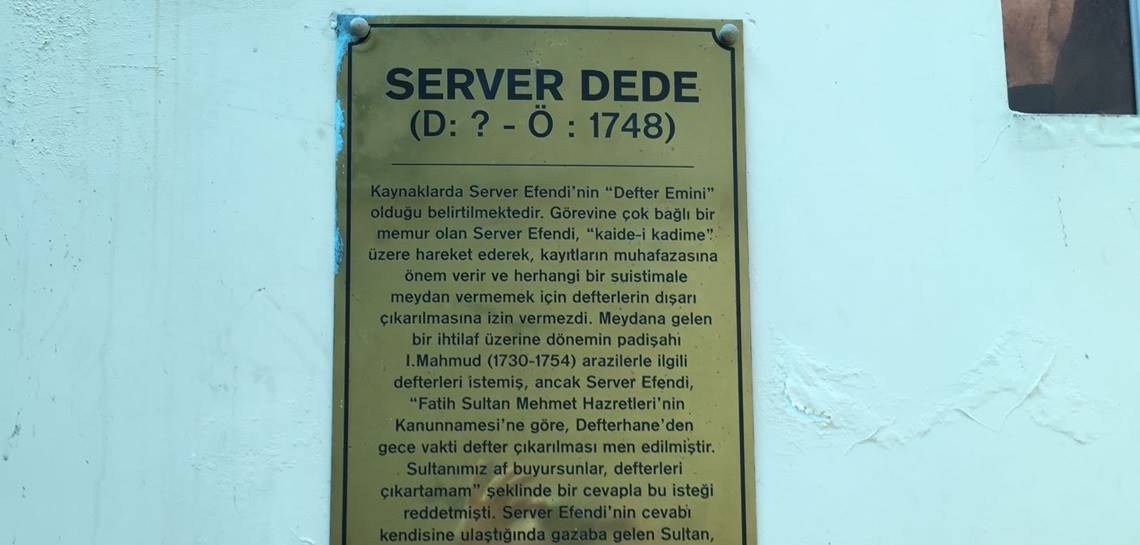 SERVER DEDE
(D: ? - Ö : 1748)
Kaynaklarda Server Efendi'nin “Defter Emini”
olduğu belirtilmektedir. Görevine çok bağlı bir
memur olan Server Efendi, “kaide-i kadime”
üzere hareket ederek, kayıtların muhafazasına
önem verir ve herhangi bir suistimale
meydan vermemek için defterlerin dışarı
çıkarılmasına izin vermezdi. Meydana gelen
bir ihtilaf üzerine dönemin padişahı
I.Mahmud (1730-1754) arazilerle ilgili
defterleri istemiş, ancak Server Efendi,
“Fatih Sultan Mehmet Hazretleri'nin
Kanunnamesi'ne göre, Defterhane'den
gece vakti defter çıkarılması men edilmiştir.
Sultanımız af buyursunlar, defterleri
çıkartamam” şeklinde bir cevapla bu isteği
reddetmişti. Server Efendi'nin cevabı
kendisine ulaştığında gazaba gelen Sultan,